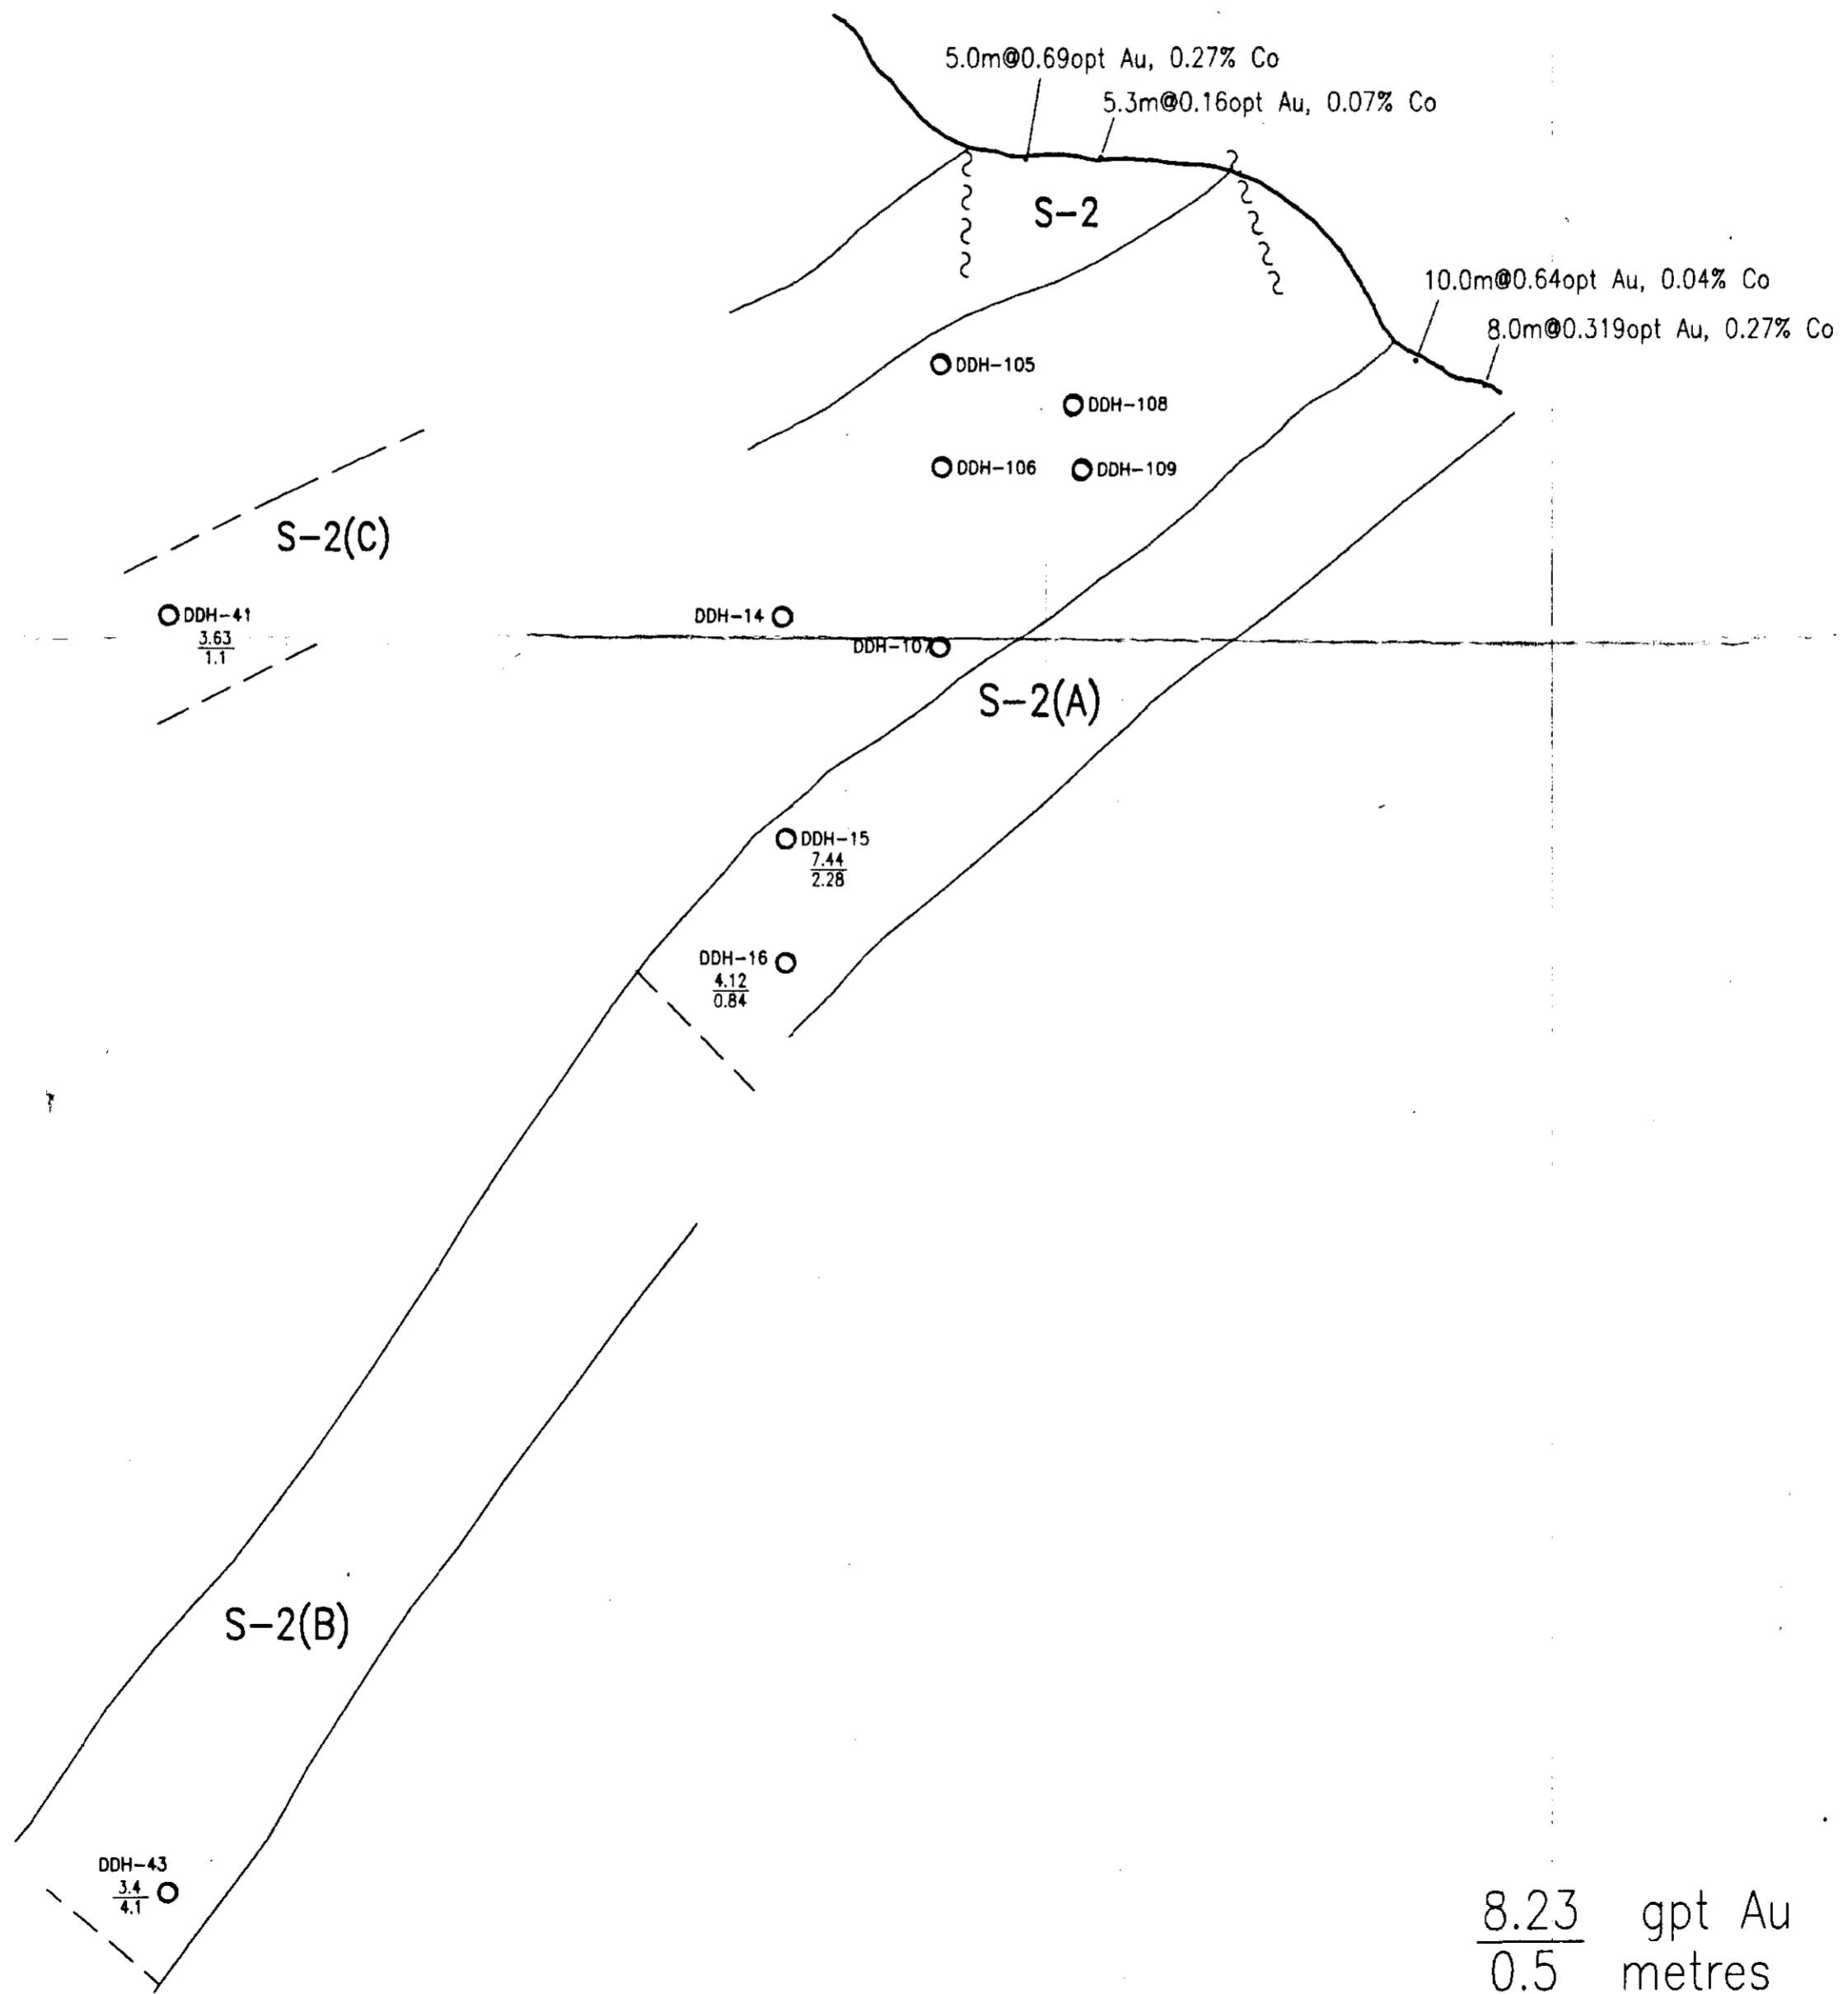 5.0m@0.69opt Au, 0.27% Co
5.3m@0.16opt Au, 0.07% Co
S-2
10.0m@0.64opt Au, 0.04% Co
8.0m@0.319opt Au, 0.27% Co
DDH-105
DDH-108
DDH-106
DDH-109
S-2(C)
DDH-41
3.63
1.1
DDH-14
DDH-107
S-2(A)
DDH-15
7.44
2.28
DDH-16
4.12
0.84
S-2(B)
DDH-43
3.4
4.1
8.23 gpt Au
0.5 metres